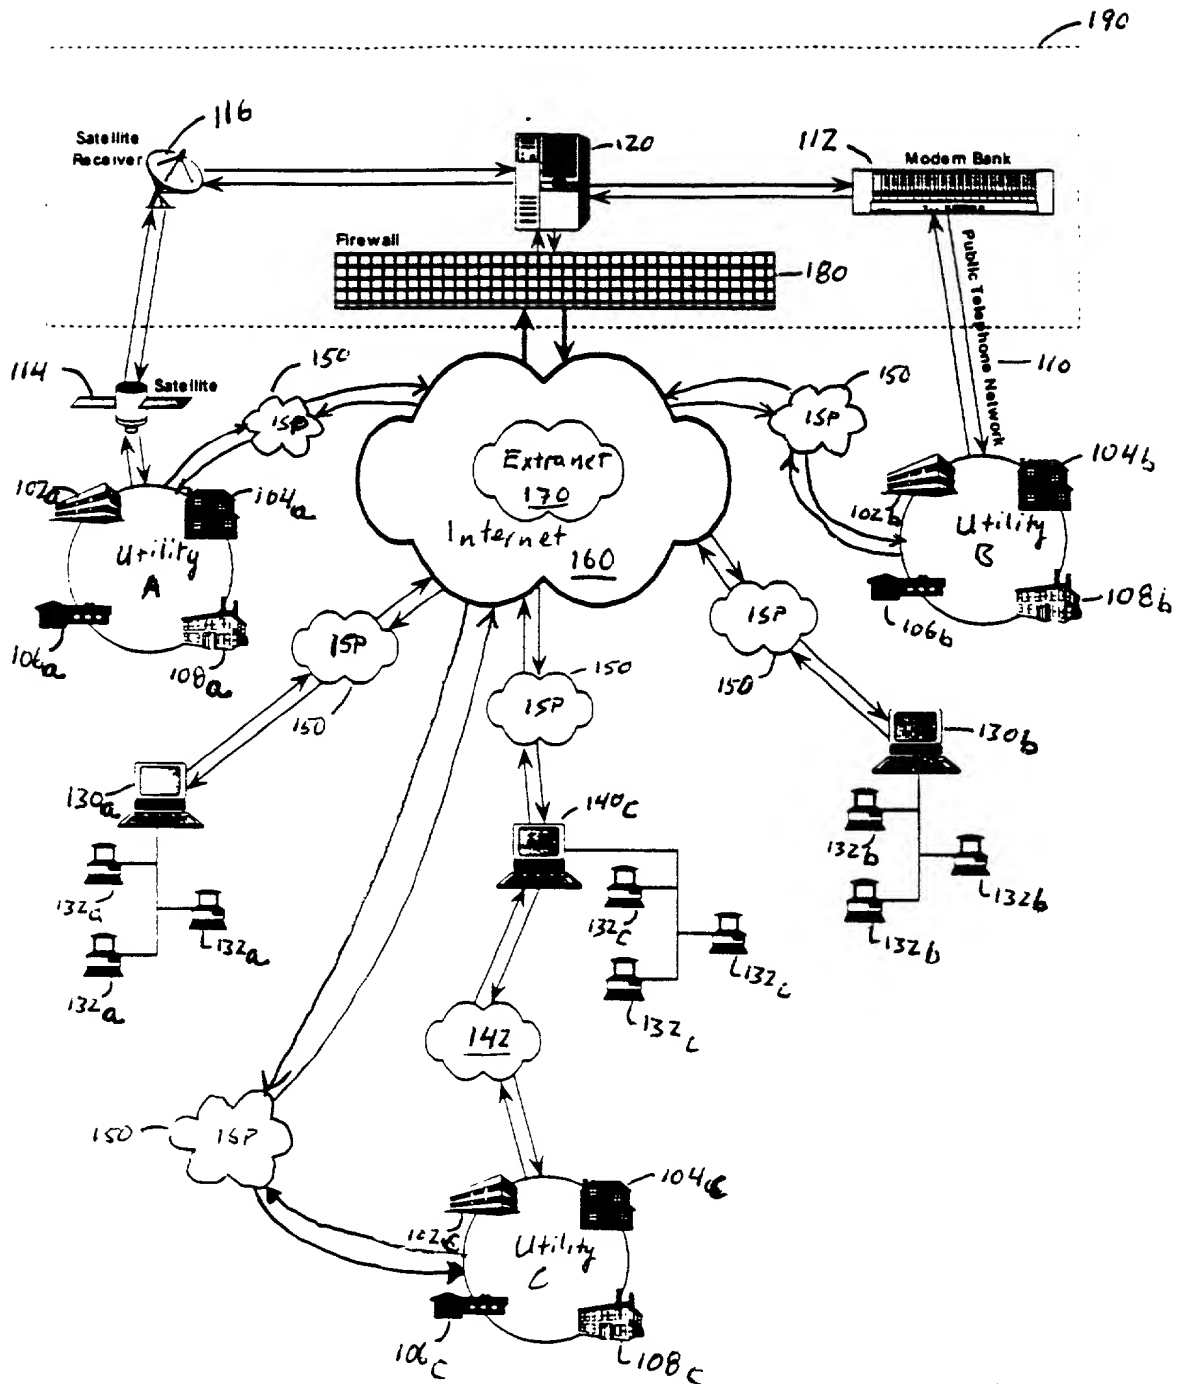 190
116
Satellite
Receiver
120
112
Modem Bank
Firewall
180
Public Telephone Network
110
114
Satellite
150
ISP
150
ISP
Extranet
170
Internet
160
102a
104a
Utility
A
106a
108a
102b
104b
Utility
B
106b
108b
ISP
150
ISP
150
ISP
150
130a
132a
132a
132a
140c
132c
132c
132c
130b
132b
132b
132b
142
150
ISP
102c
104c
Utility
C
106c
108c